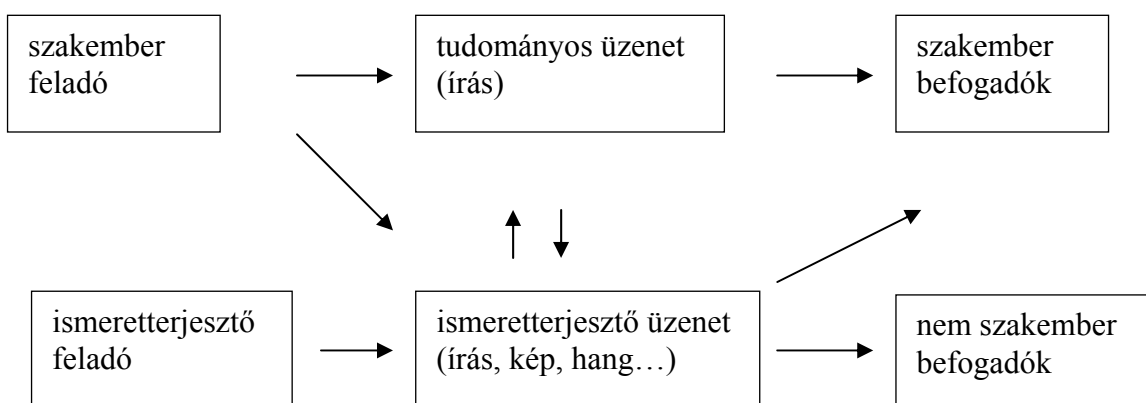 szakember
feladó
tudományos üzenet
(írás)
szakember
befogadók
ismeretterjesztő
feladó
ismeretterjesztő üzenet
(írás, kép, hang…)
nem szakember
befogadók